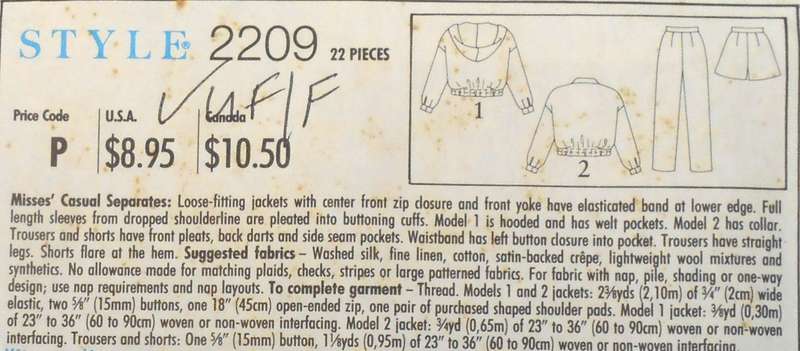 STYLE® 2209 22 PIECES
✓ uF/F
Price Code U.S.A. Canada
P $8.95 $10.50
1
2
Misses' Casual Separates: Loose-fitting jackets with center front zip closure and front yoke have elasticated band at lower edge. Full
length sleeves from dropped shoulderline are pleated into buttoning cuffs. Model 1 is hooded and has welt pockets. Model 2 has collar.
Trousers and shorts have front pleats, back darts and side seam pockets. Waistband has left button closure into pocket. Trousers have straight
legs. Shorts flare at the hem. Suggested fabrics – Washed silk, fine linen, cotton, satin-backed crêpe, lightweight wool mixtures and
synthetics. No allowance made for matching plaids, checks, stripes or large patterned fabrics. For fabric with nap, pile, shading or one-way
design; use nap requirements and nap layouts. To complete garment – Thread. Models 1 and 2 jackets: 2⅜yds (2,10m) of ¾" (2cm) wide
elastic, two ⅝" (15mm) buttons, one 18" (45cm) open-ended zip, one pair of purchased shaped shoulder pads. Model 1 jacket: ⅜yd (0,30m)
of 23" to 36" (60 to 90cm) woven or non-woven interfacing. Model 2 jacket: ¾yd (0,65m) of 23" to 36" (60 to 90cm) woven or non-woven
interfacing. Trousers and shorts: One ⅝" (15mm) button, 1⅛yds (0,95m) of 23" to 36" (60 to 90cm) woven or non-woven interfacing.